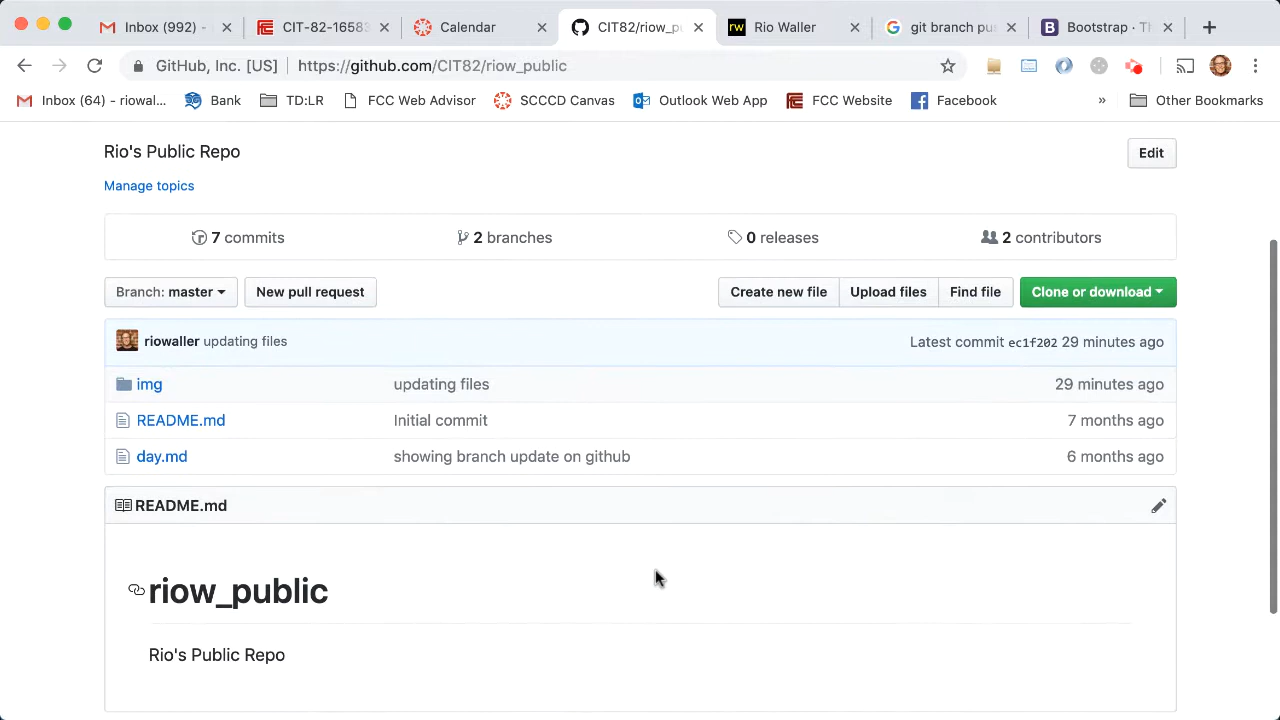 Inbox (992) -
CIT-82-1658
Calendar
CIT82/riow_p
rw
Rio Waller
git branch pu
Bootstrap · T
GitHub, Inc. [US]
https://github.com/CIT82/riow_public
Inbox (64) - riowal...
Bank
TD:LR
FCC Web Advisor
SCCCD Canvas
Outlook Web App
FCC Website
Facebook
»
Other Bookmarks
Rio's Public Repo
Edit
Manage topics
7 commits
2 branches
0 releases
2 contributors
Branch: master
New pull request
Create new file
Upload files
Find file
Clone or download
riowaller updating files
Latest commit ec1f202 29 minutes ago
img
updating files
29 minutes ago
README.md
Initial commit
7 months ago
day.md
showing branch update on github
6 months ago
README.md
riow_public
Rio's Public Repo